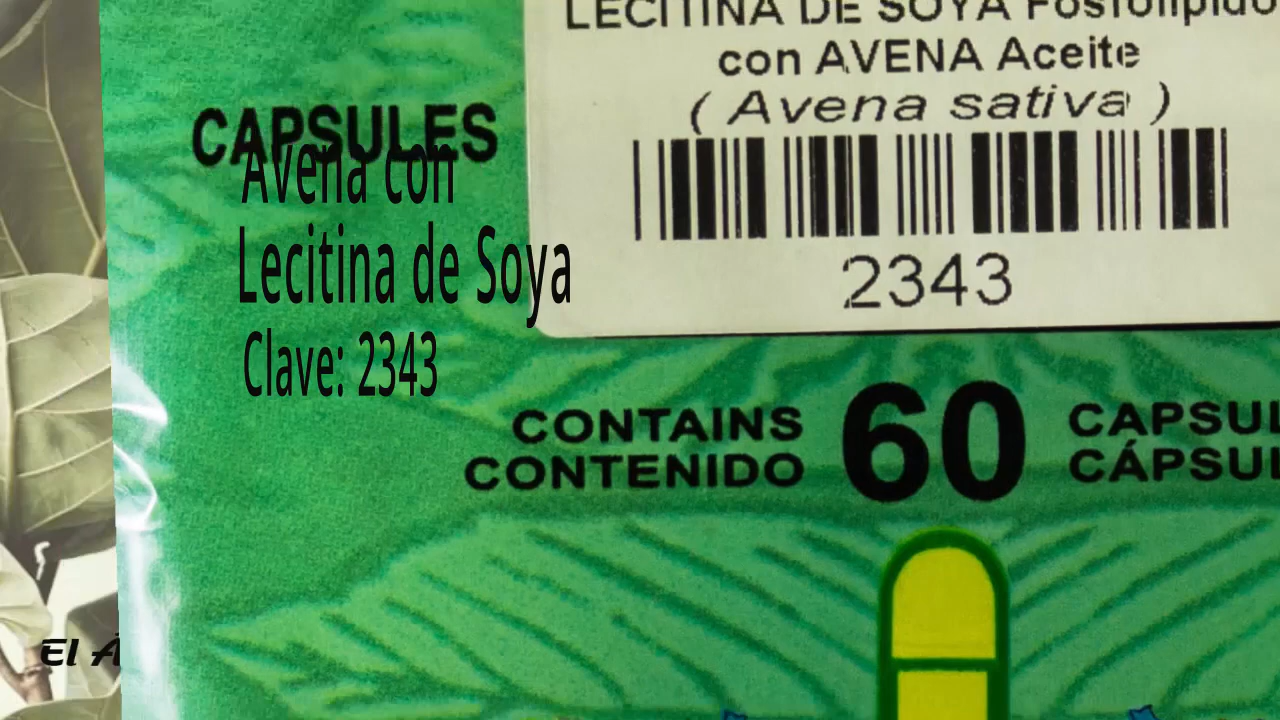 LECITINA DE SOYA Fosfolípido
con AVENA Aceite
( Avena sativa )
2343
CAPSULES
Avena con
Lecitina de Soya
Clave: 2343
CONTAINS
CONTENIDO
60
CAPSUL
CÁPSUL
El Á